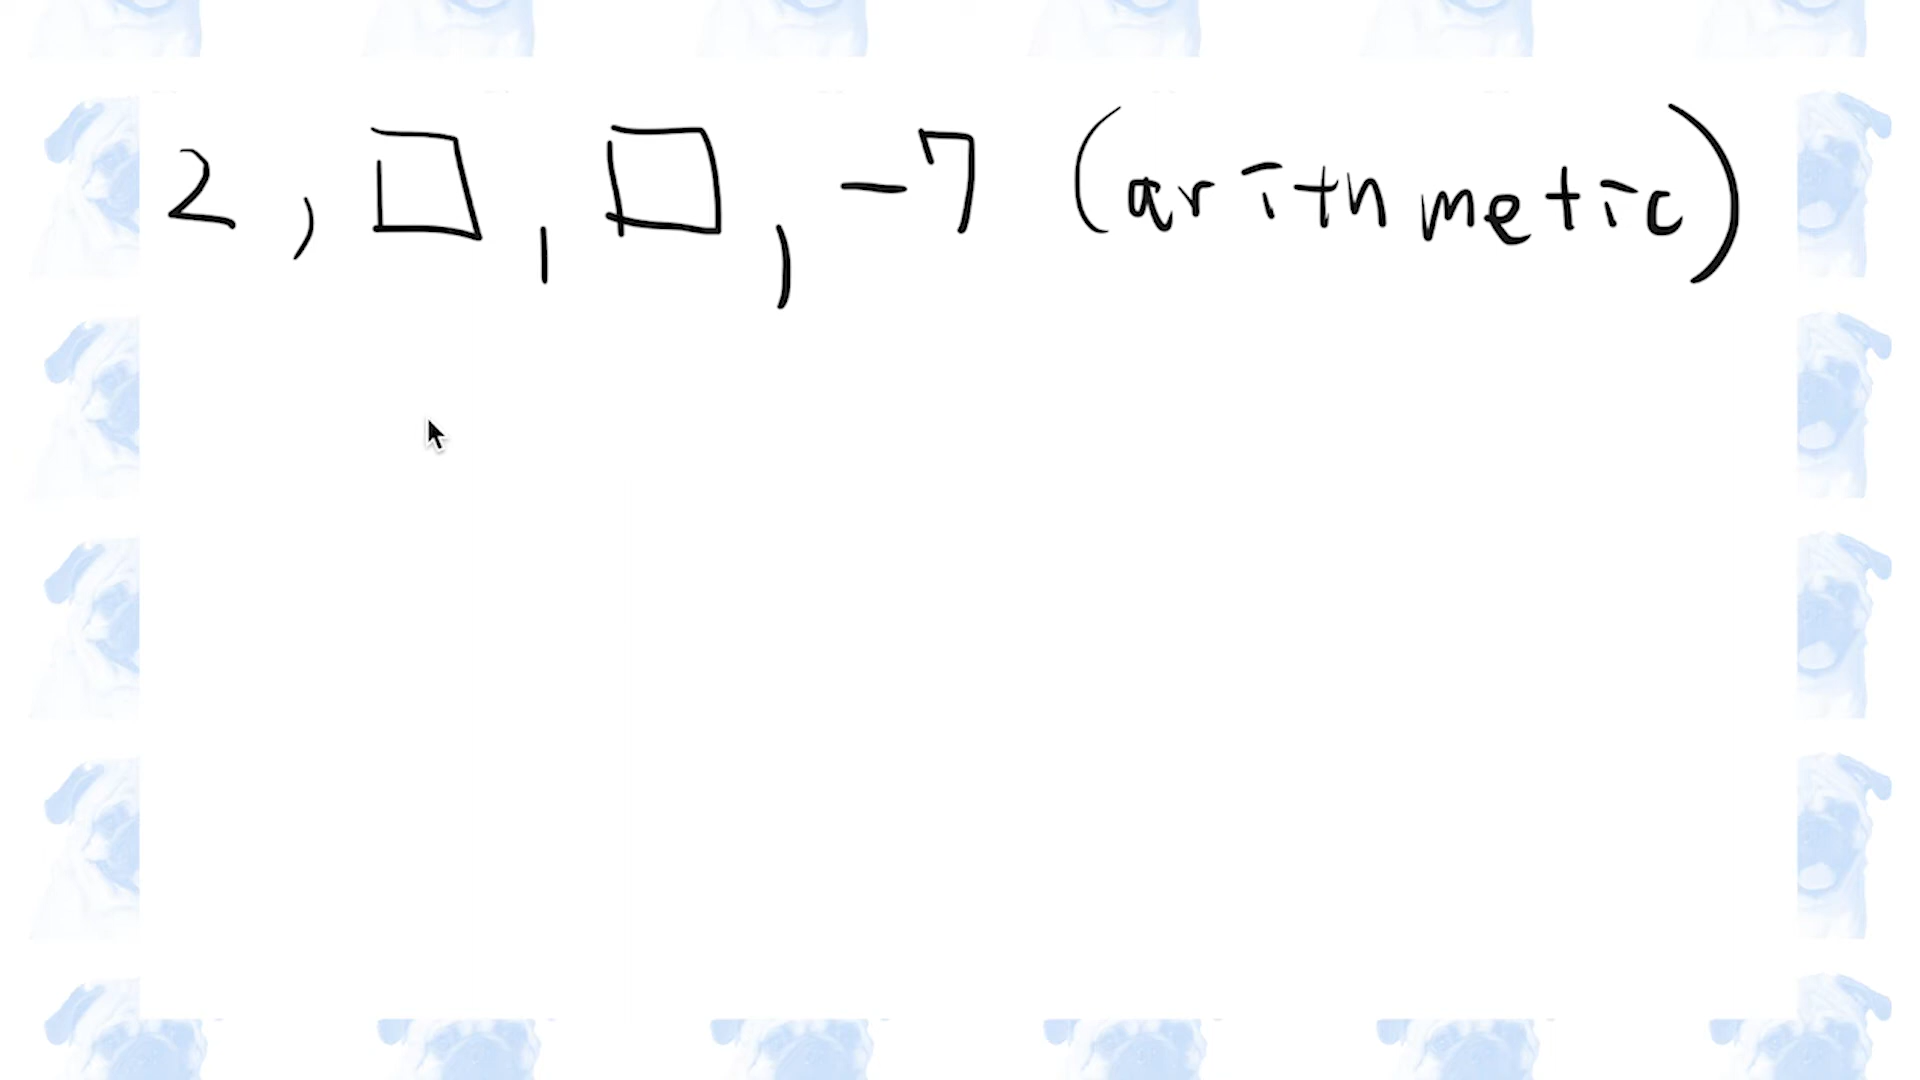 2, □, □, -7 (arithmetic)